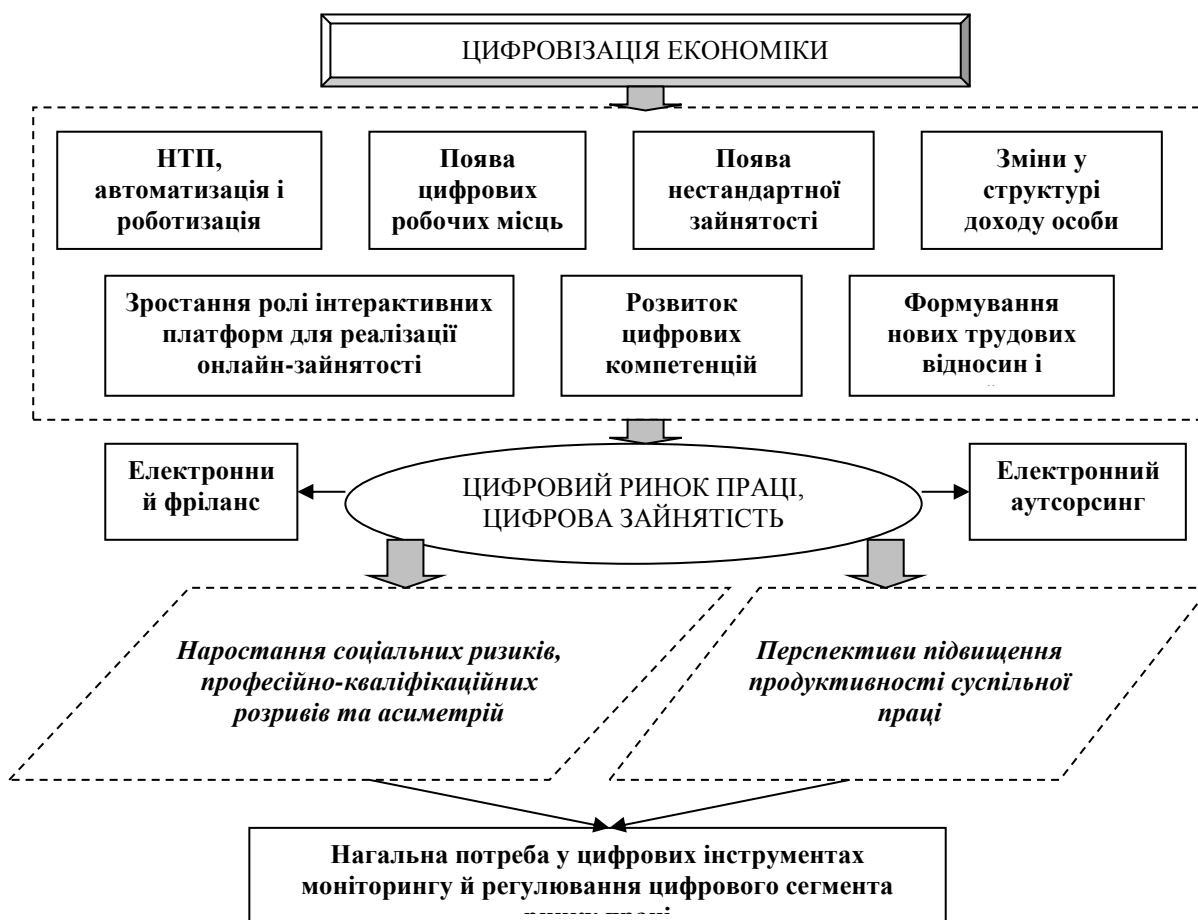 ЦИФРОВІЗАЦІЯ ЕКОНОМІКИ
НТП,
автоматизація і
роботизація
Поява
цифрових
робочих місць
Поява
нестандартної
зайнятості
Зміни у
структурі
доходу особи
Зростання ролі інтерактивних
платформ для реалізації
онлайн-зайнятості
Розвиток
цифрових
компетенцій
Формування
нових трудових
відносин і
Електронни
й фріланс
ЦИФРОВИЙ РИНОК ПРАЦІ,
ЦИФРОВА ЗАЙНЯТІСТЬ
Електронний
аутсорсинг
Наростання соціальних ризиків,
професійно-кваліфікаційних
розривів та асиметрій
Перспективи підвищення
продуктивності суспільної
праці
Нагальна потреба у цифрових інструментах
моніторингу й регулювання цифрового сегмента